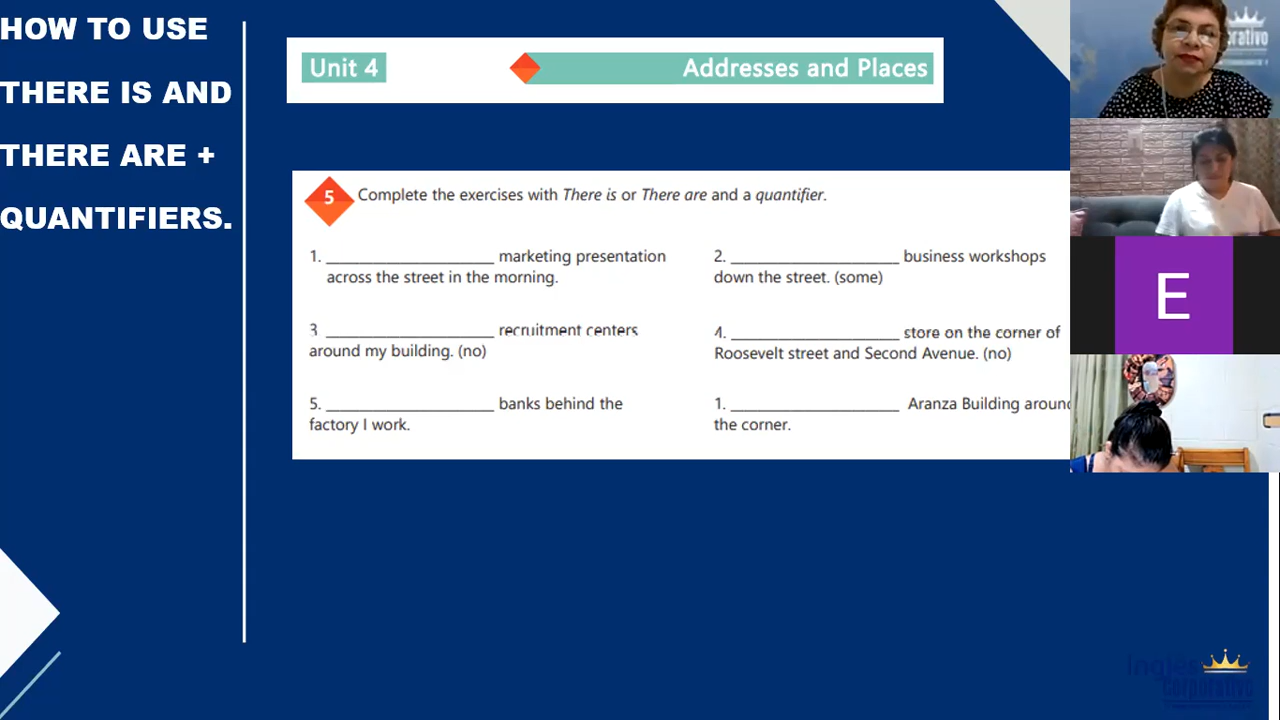 HOW TO USE
THERE IS AND
THERE ARE +
QUANTIFIERS.
Unit 4
Addresses and Places
5 Complete the exercises with There is or There are and a quantifier.
1. ____________________ marketing presentation
across the street in the morning.
2. ____________________ business workshops
down the street. (some)
3 ____________________ recruitment centers
around my building. (no)
4. ____________________ store on the corner of
Roosevelt street and Second Avenue. (no)
5. ____________________ banks behind the
factory I work.
1. ____________________ Aranza Building around
the corner.
E
Inglés
Corporativo